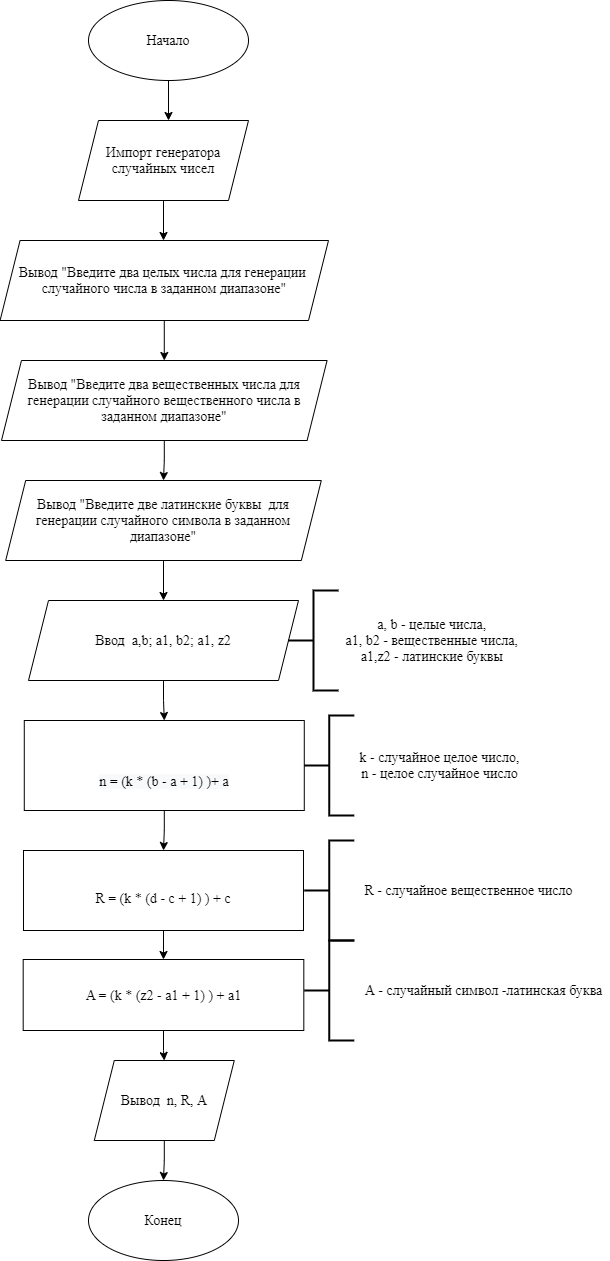 Начало
Импорт генератора
случайных чисел
Вывод "Введите два целых числа для генерации
случайного числа в заданном диапазоне"
Вывод "Введите два вещественных числа для
генерации случайного вещественного числа в
заданном диапазоне"
Вывод "Введите две латинские буквы для
генерации случайного символа в заданном
диапазоне"
Ввод a,b; a1, b2; a1, z2
a, b - целые числа,
a1, b2 - вещественные числа,
a1,z2 - латинские буквы
n = (k * (b - a + 1) )+ a
k - случайное целое число,
n - целое случайное число
R = (k * (d - c + 1) ) + c
R - случайное вещественное число
A = (k * (z2 - a1 + 1) ) + a1
A - случайный символ -латинская буква
Вывод n, R, A
Конец